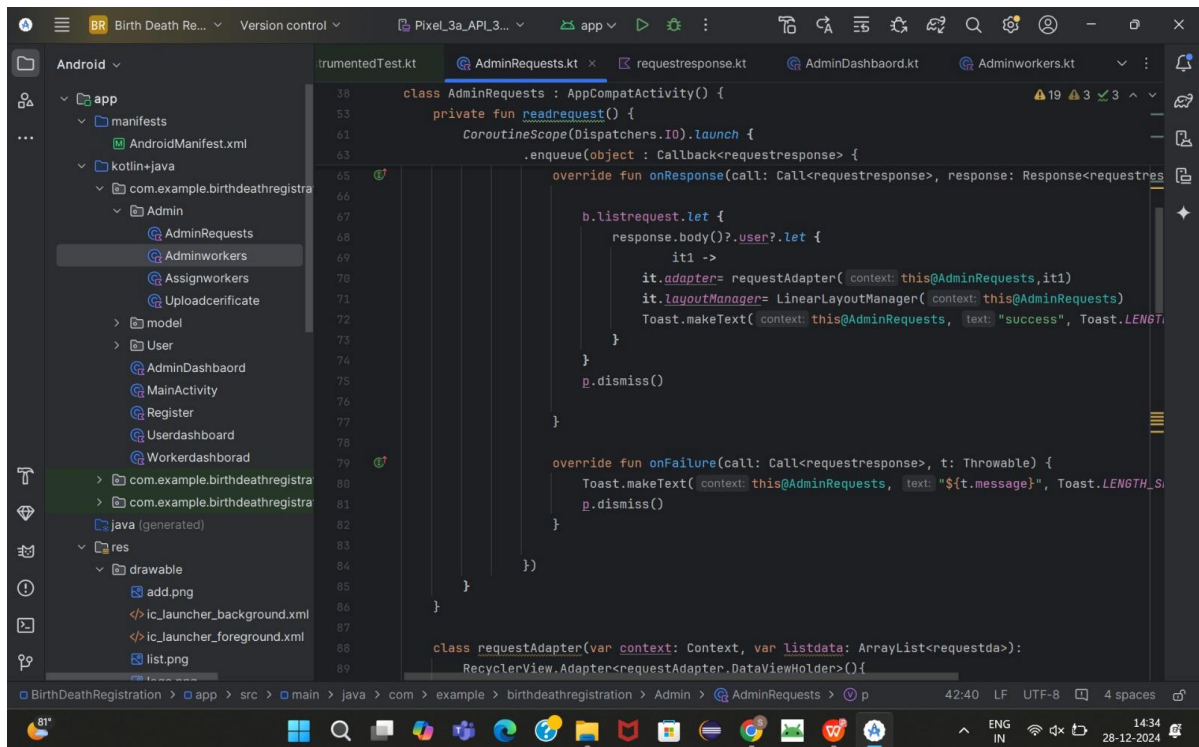 BR Birth Death Re... Version control Pixel_3a_API_3... app
Android
trumentedTest.kt AdminRequests.kt requestresponse.kt AdminDashbaord.kt Adminworkers.kt
app
manifests
AndroidManifest.xml
kotlin+java
com.example.birthdeathregistra
Admin
AdminRequests
Adminworkers
Assignworkers
Uploadcerificate
model
User
AdminDashbaord
MainActivity
Register
Userdashboard
Workerdashborad
com.example.birthdeathregistra
com.example.birthdeathregistra
java (generated)
res
drawable
add.png
ic_launcher_background.xml
ic_launcher_foreground.xml
list.png
38 class AdminRequests : AppCompatActivity() { 19 3 3
53 private fun readrequest() {
61 CoroutineScope(Dispatchers.IO).launch {
63 .enqueue(object : Callback<requestresponse> {
65 override fun onResponse(call: Call<requestresponse>, response: Response<requestres
66
67 b.listrequest.let {
68 response.body()?.user?.let {
69 it1 ->
70 it.adapter= requestAdapter( context: this@AdminRequests,it1)
71 it.layoutManager= LinearLayoutManager( context: this@AdminRequests)
72 Toast.makeText( context: this@AdminRequests, text: "success", Toast.LENGT
73 }
74 }
75 p.dismiss()
76
77 }
78
79 override fun onFailure(call: Call<requestresponse>, t: Throwable) {
80 Toast.makeText( context: this@AdminRequests, text: "${t.message}", Toast.LENGTH_S
81 p.dismiss()
82 }
83
84 })
85 }
86 }
87
88 class requestAdapter(var context: Context, var listdata: ArrayList<requestda>):
89 RecyclerView.Adapter<requestAdapter.DataViewHolder>(){
BirthDeathRegistration > app > src > main > java > com > example > birthdeathregistration > Admin > AdminRequests > p 42:40 LF UTF-8 4 spaces
81° ENG 14:34
IN 28-12-2024